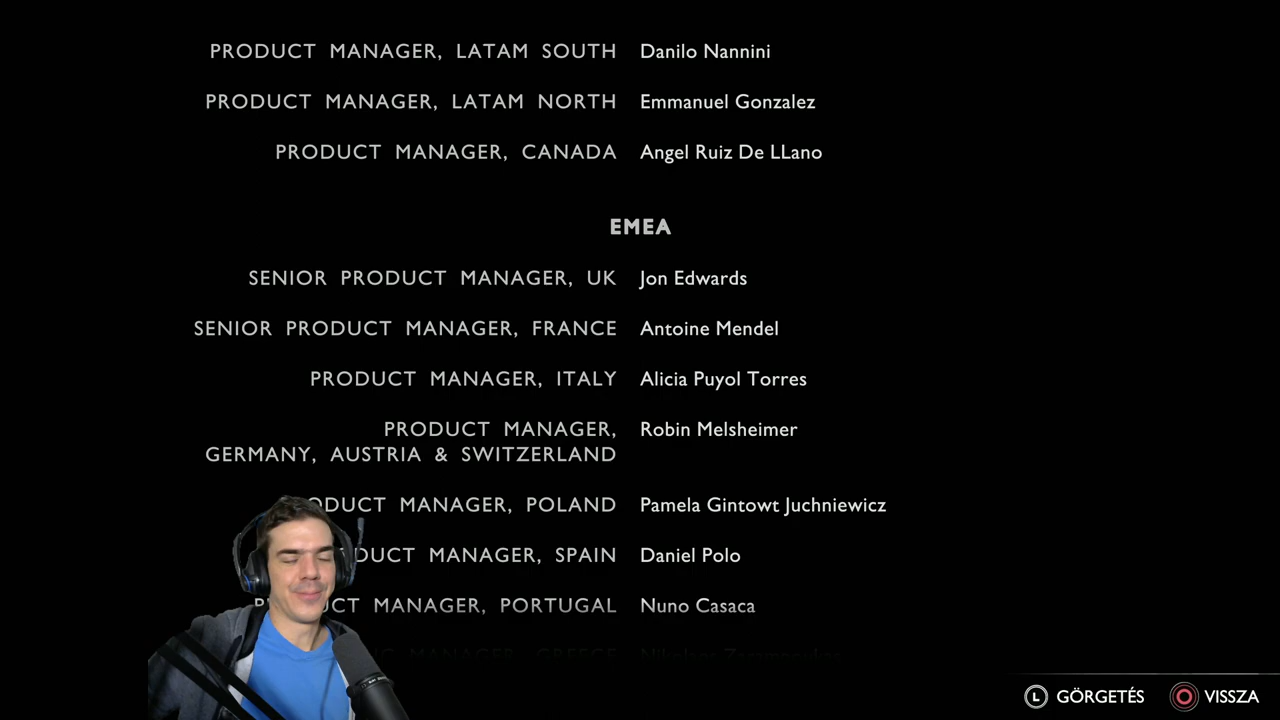 PRODUCT MANAGER, LATAM SOUTH Danilo Nannini
PRODUCT MANAGER, LATAM NORTH Emmanuel Gonzalez
PRODUCT MANAGER, CANADA Angel Ruiz De LLano
EMEA
SENIOR PRODUCT MANAGER, UK Jon Edwards
SENIOR PRODUCT MANAGER, FRANCE Antoine Mendel
PRODUCT MANAGER, ITALY Alicia Puyol Torres
PRODUCT MANAGER, Robin Melsheimer
GERMANY, AUSTRIA & SWITZERLAND
MANAGER, POLAND Pamela Gintowt Juchniewicz
MANAGER, SPAIN Daniel Polo
MANAGER, PORTUGAL Nuno Casaca
MANAGER, GREECE
L GÖRGETÉS VISSZA